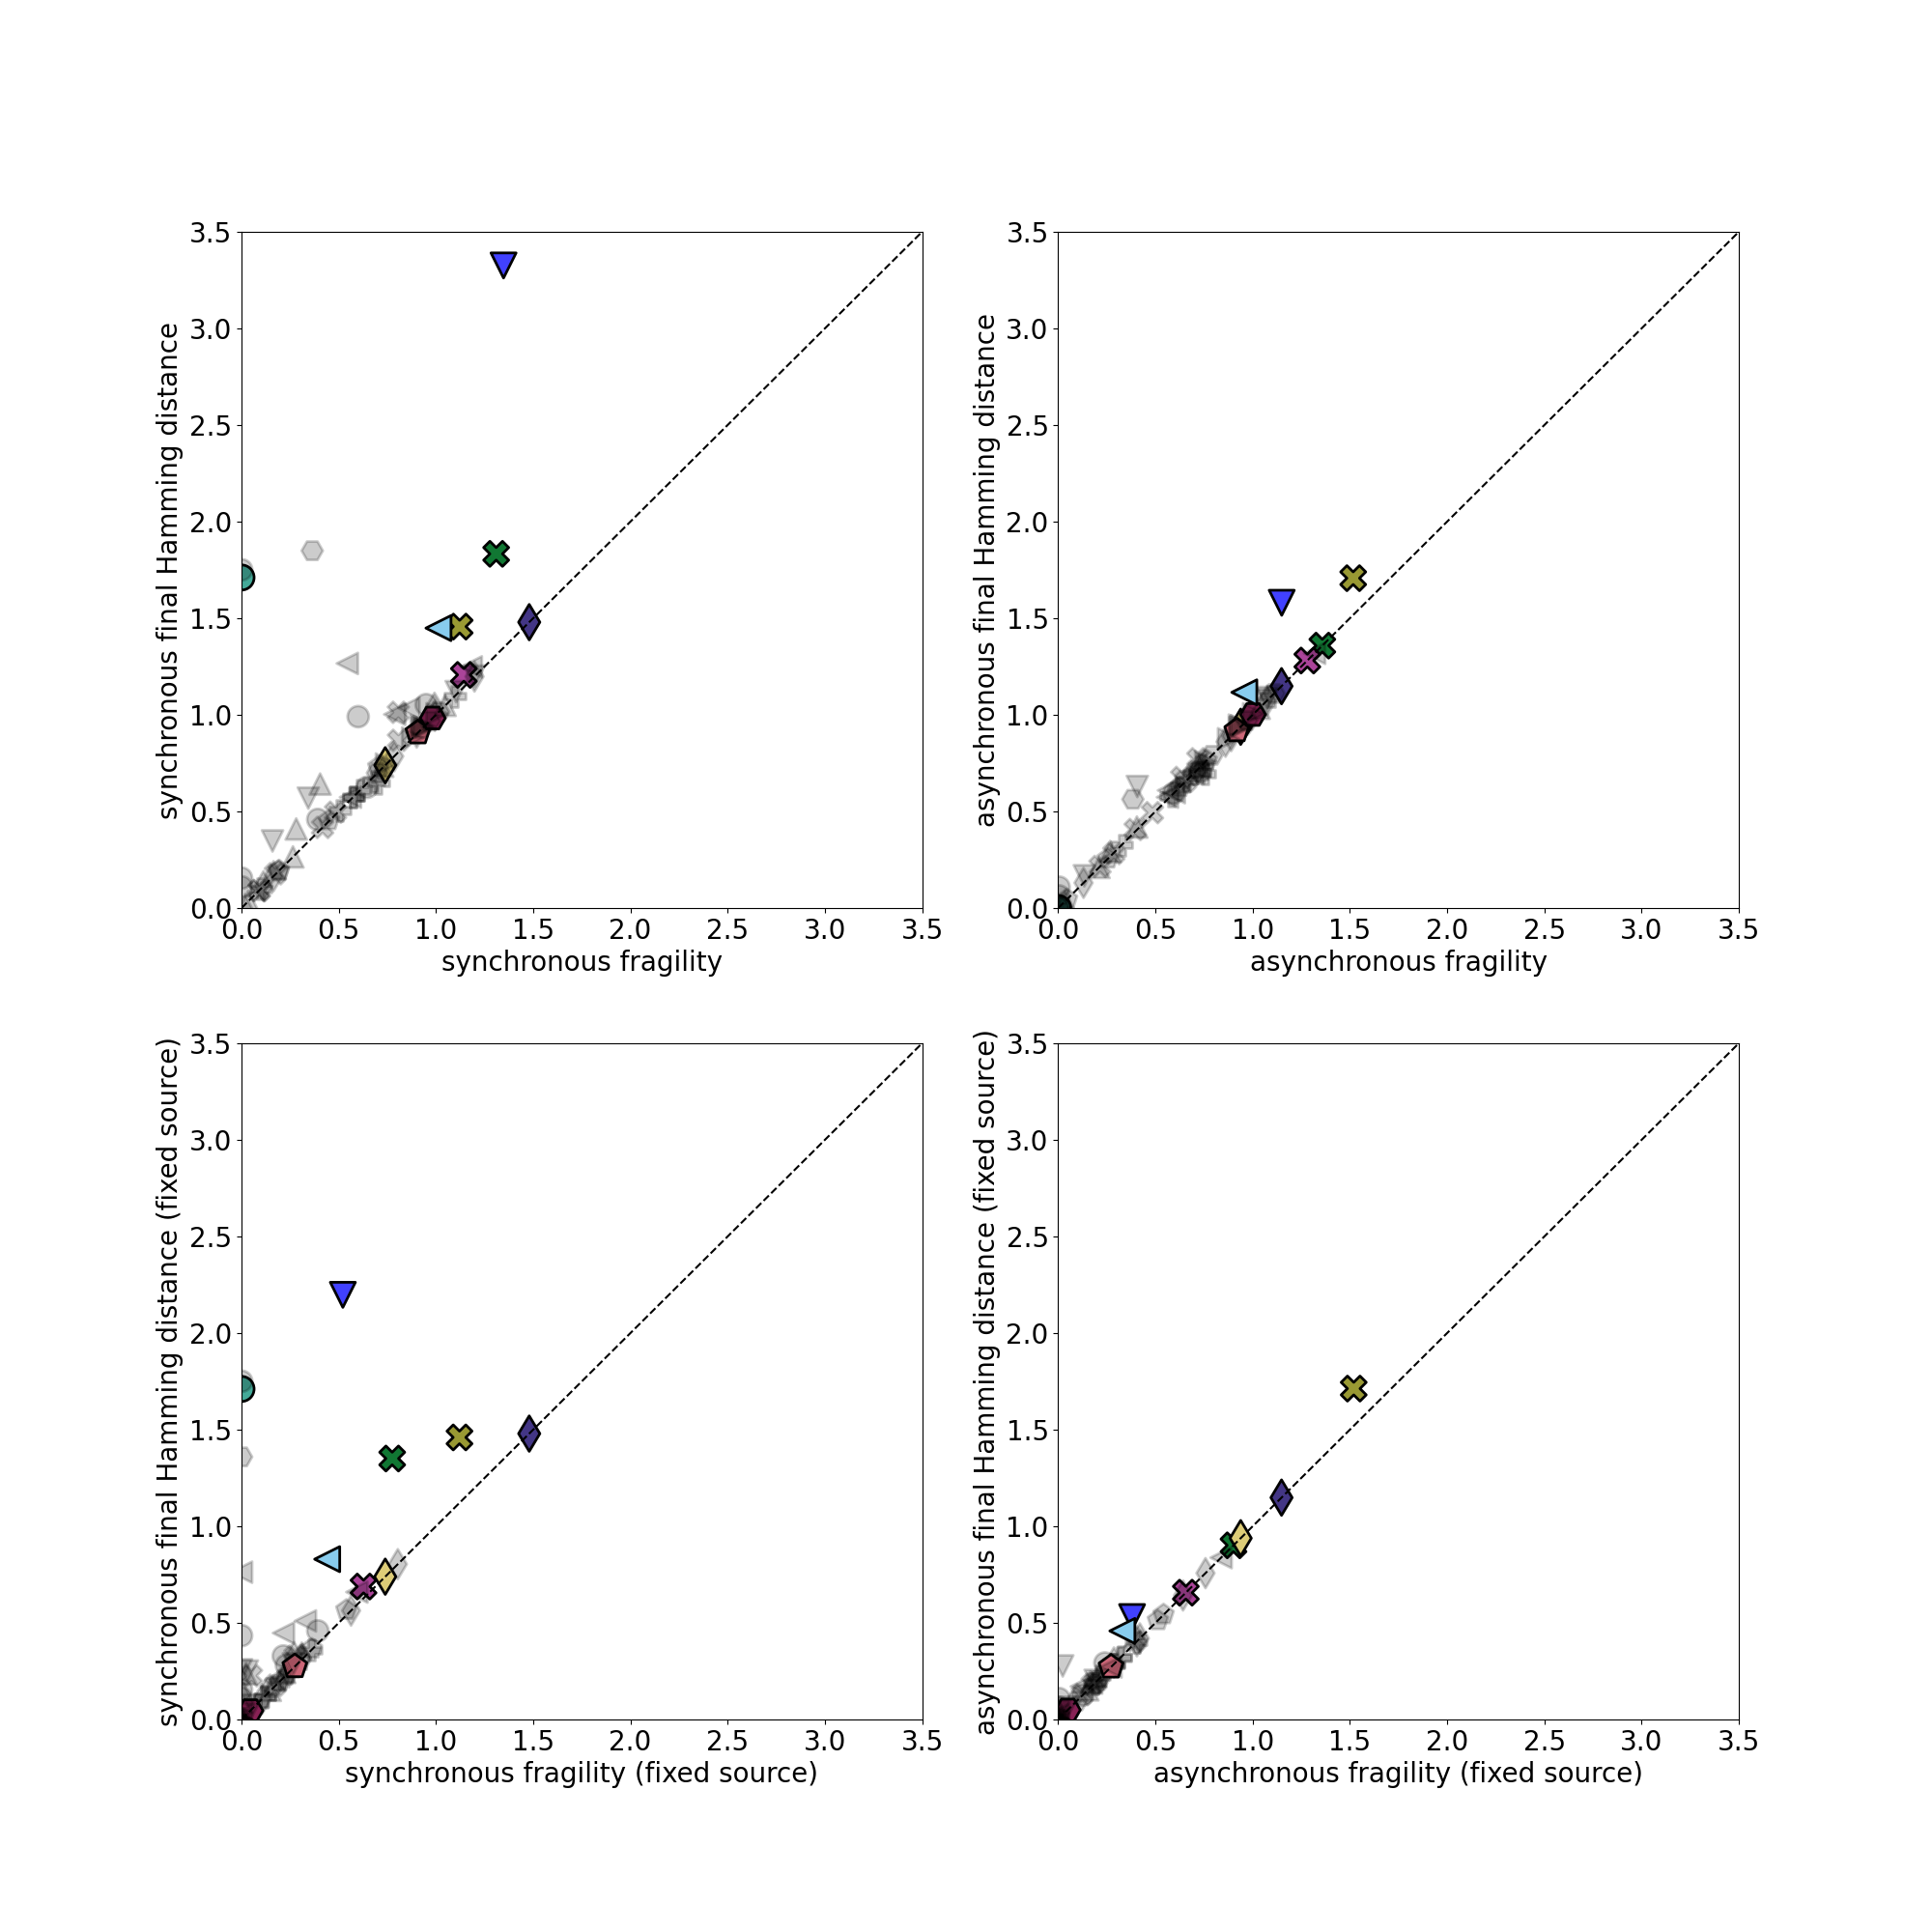 synchronous final Hamming distance
3.5
3.0
2.5
2.0
1.5
1.0
0.5
0.0
0.0 0.5 1.0 1.5 2.0 2.5 3.0 3.5
synchronous fragility
asynchronous final Hamming distance
3.5
3.0
2.5
2.0
1.5
1.0
0.5
0.0
0.0 0.5 1.0 1.5 2.0 2.5 3.0 3.5
asynchronous fragility
synchronous final Hamming distance (fixed source)
3.5
3.0
2.5
2.0
1.5
1.0
0.5
0.0
0.0 0.5 1.0 1.5 2.0 2.5 3.0 3.5
synchronous fragility (fixed source)
asynchronous final Hamming distance (fixed source)
3.5
3.0
2.5
2.0
1.5
1.0
0.5
0.0
0.0 0.5 1.0 1.5 2.0 2.5 3.0 3.5
asynchronous fragility (fixed source)